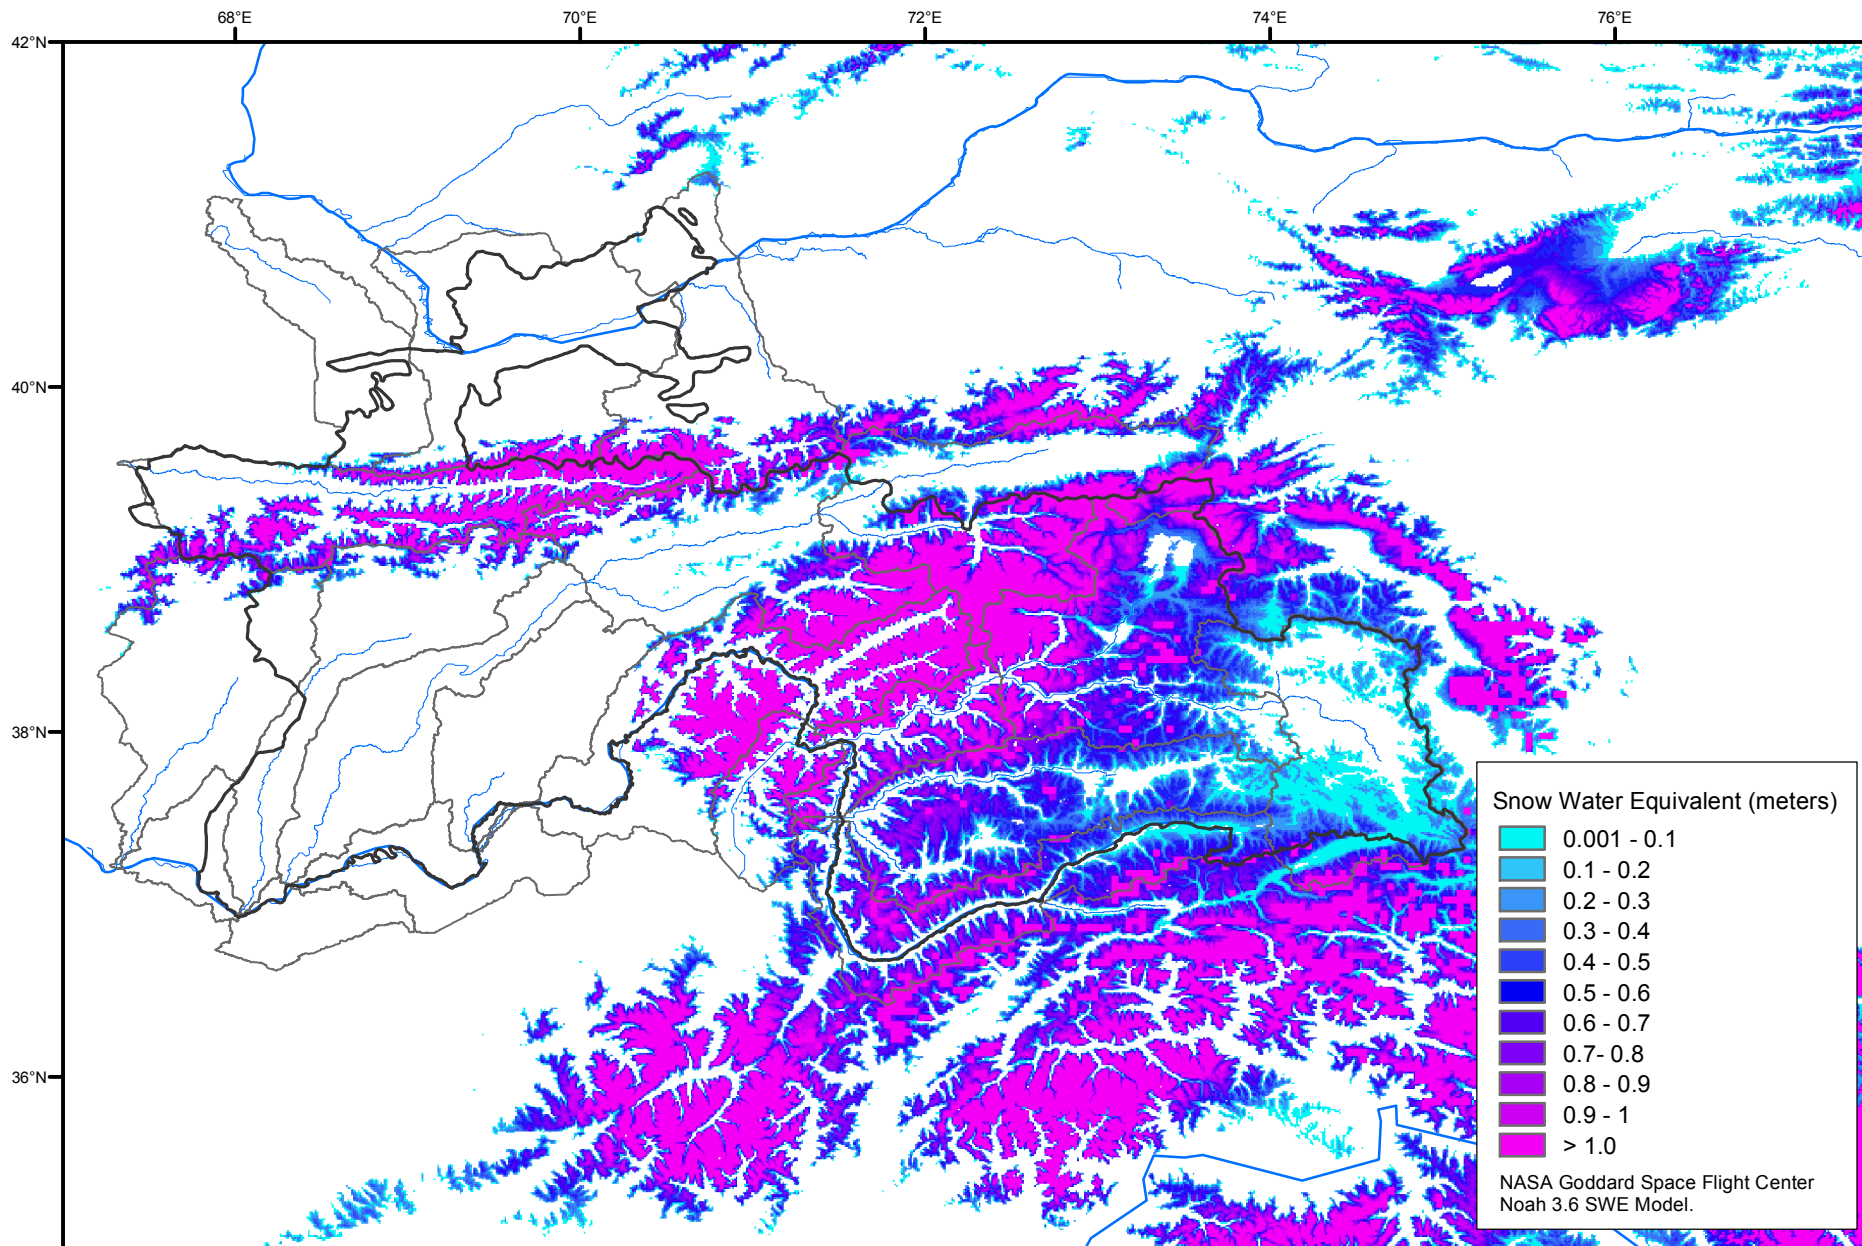 68°E 70°E 72°E 74°E 76°E
42°N
40°N
38°N
36°N
Snow Water Equivalent (meters)
0.001 - 0.1
0.1 - 0.2
0.2 - 0.3
0.3 - 0.4
0.4 - 0.5
0.5 - 0.6
0.6 - 0.7
0.7- 0.8
0.8 - 0.9
0.9 - 1
> 1.0
NASA Goddard Space Flight Center
Noah 3.6 SWE Model.